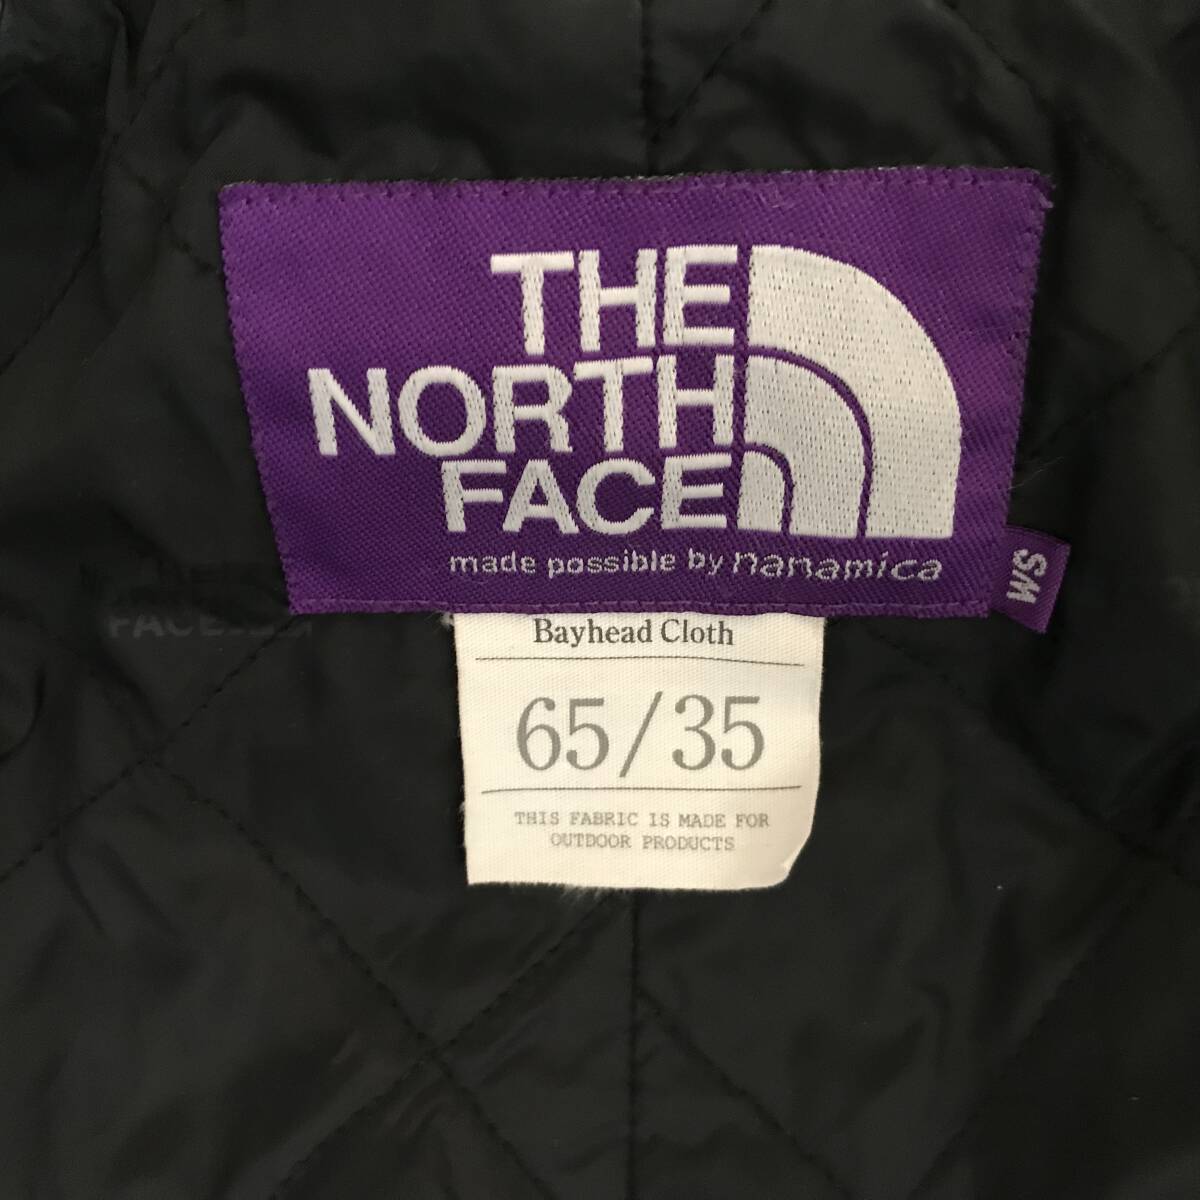 THE
NORTH
FACE
made possible by nanamica
WS
Bayhead Cloth
65/35
THIS FABRIC IS MADE FOR
OUTDOOR PRODUCTS
FACE